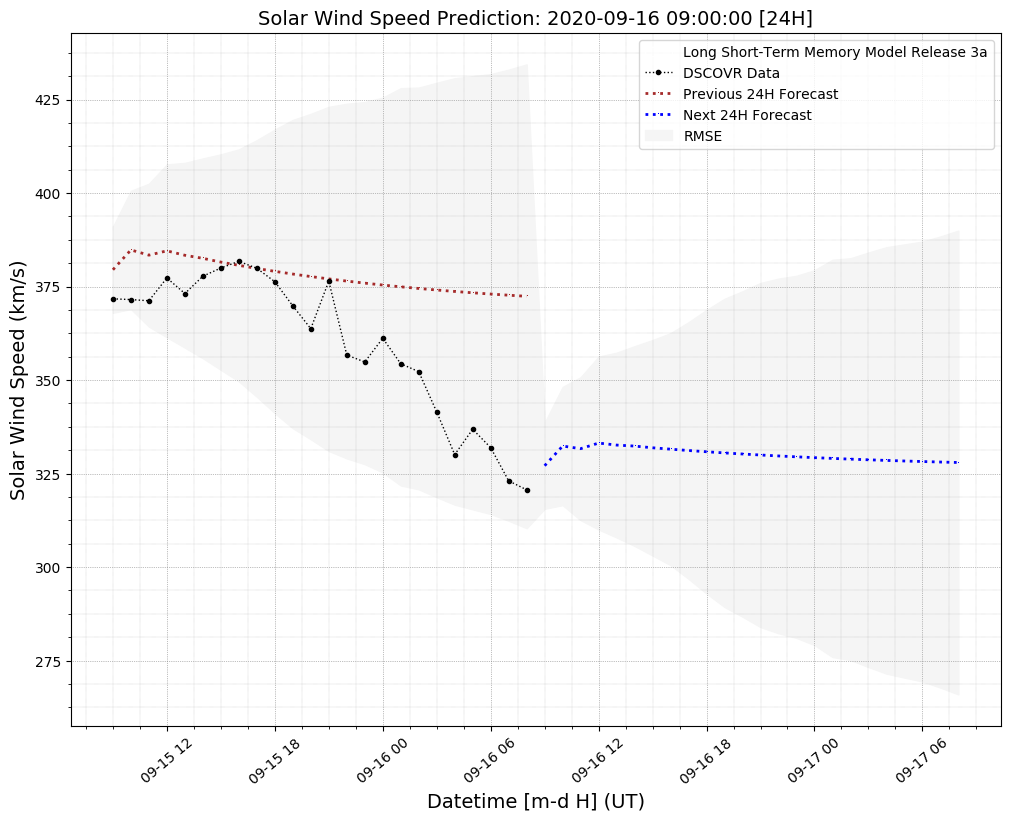 Solar Wind Speed Prediction: 2020-09-16 09:00:00 [24H]
Long Short-Term Memory Model Release 3a
DSCOVR Data
Previous 24H Forecast
Next 24H Forecast
RMSE
Solar Wind Speed (km/s)
425
400
375
350
325
300
275
09-15 12
09-15 18
09-16 00
09-16 06
09-16 12
09-16 18
09-17 00
09-17 06
Datetime [m-d H] (UT)